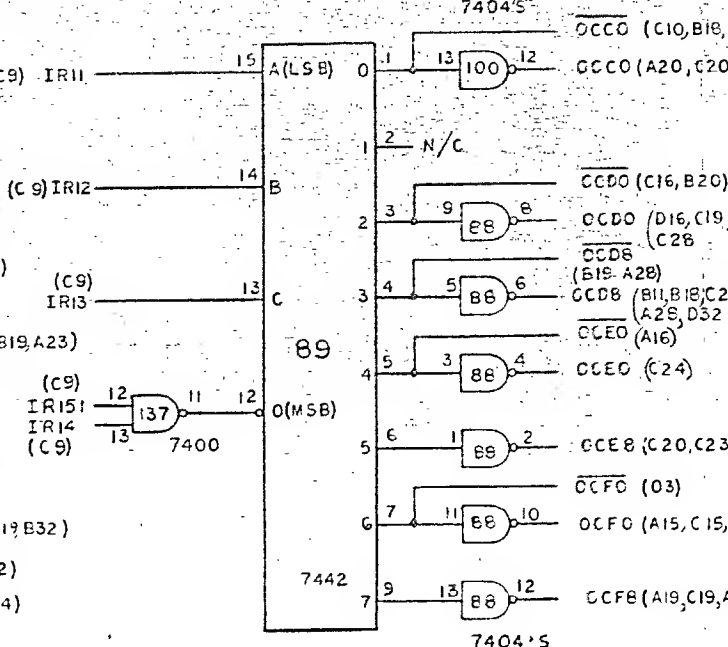 7404'S
OCCO (C10,B18,
C9) IR11 15 A(LSB) 0 1 13 100 12 OCCO (A20,C20
1 2 N/C
(C9) IR12 14 B OCDO (C16,B20)
2 3 9 88 8 OCDO (D16,C19
C28
OCD8
(B19 A28)
(C9)
IR13 13 C 3 4 5 88 6 OCD8 (B11,B18,C2
A28,D32
B19,A23) OCEO (A16)
89
4 5 3 88 4 OCEO (C24)
(C9)
IR151 12 137 11 12 O(MSB)
IR14 13
(C9) 7400
5 6 1 88 2 OCE8 (C20,C23
OCFO (03)
19,B32) 6 7 11 88 10 OCFO (A15,C15,
2)
7442
4) 7 9 13 88 12 OCF8 (A19,C19,A
7404'S